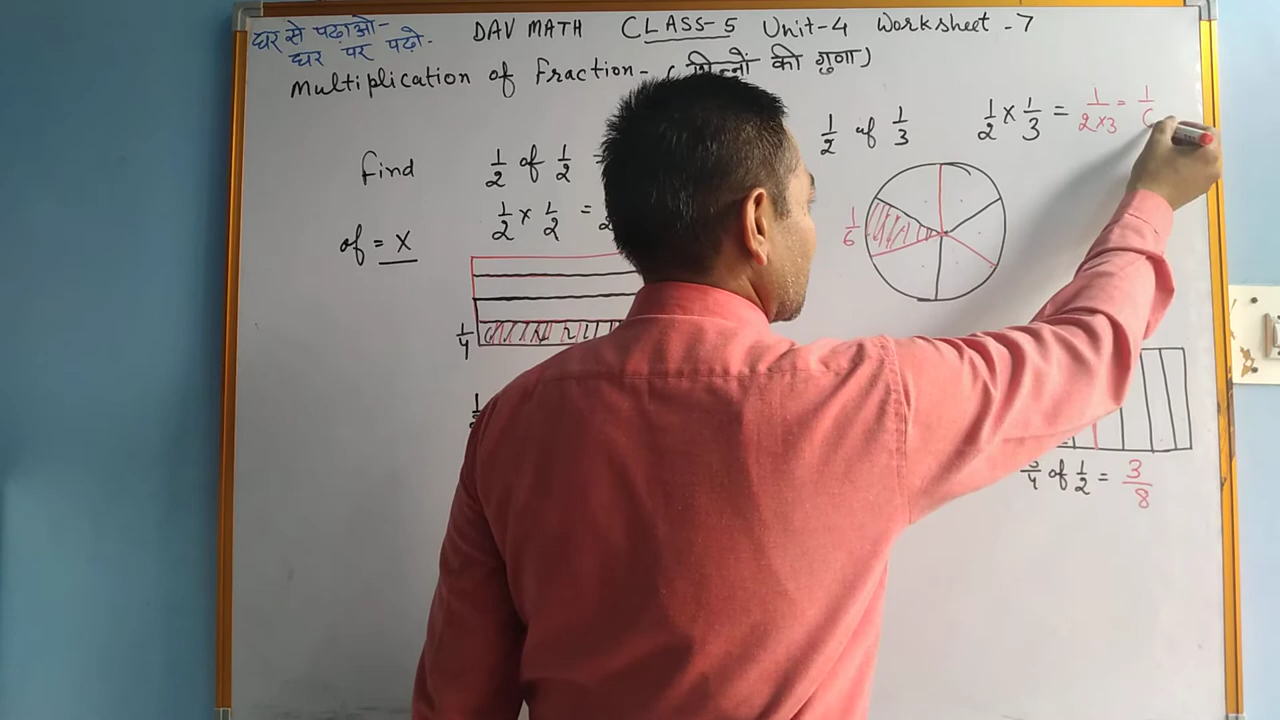 घर से पढ़ाओ-
घर पर पढ़ो.
DAV MATH CLASS-5 Unit-4 Worksheet -7
Multiplication of Fraction- ( भिन्नों की गुणा)
Find
1/2 of 1/2 =
1/2 × 1/2 =
of = ×
1/4
1/2 of 1/3
1/2 × 1/3 = 1/2×3 = 1/
1/6
of 1/2 = 3/8